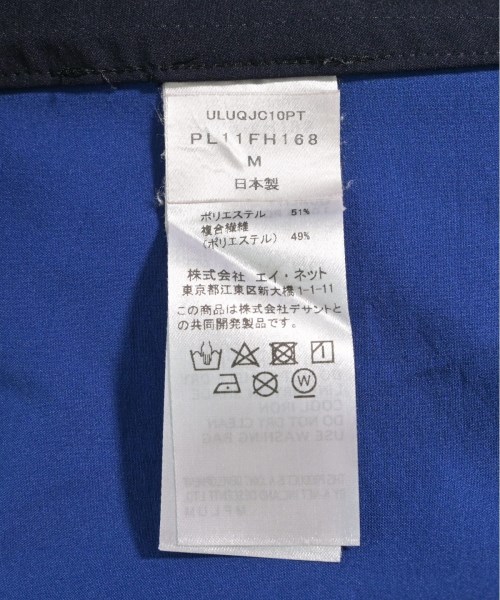 ULUQJC10PT
PL11FH168
M
日本製
ポリエステル 51%
複合繊維
(ポリエステル) 49%
株式会社 エイ・ネット
東京都江東区新大橋1-1-11
この商品は株式会社デサントと
の共同開発製品です。
W
COOL IRON
DO NOT DRY CLEAN
USE WASHING BAG